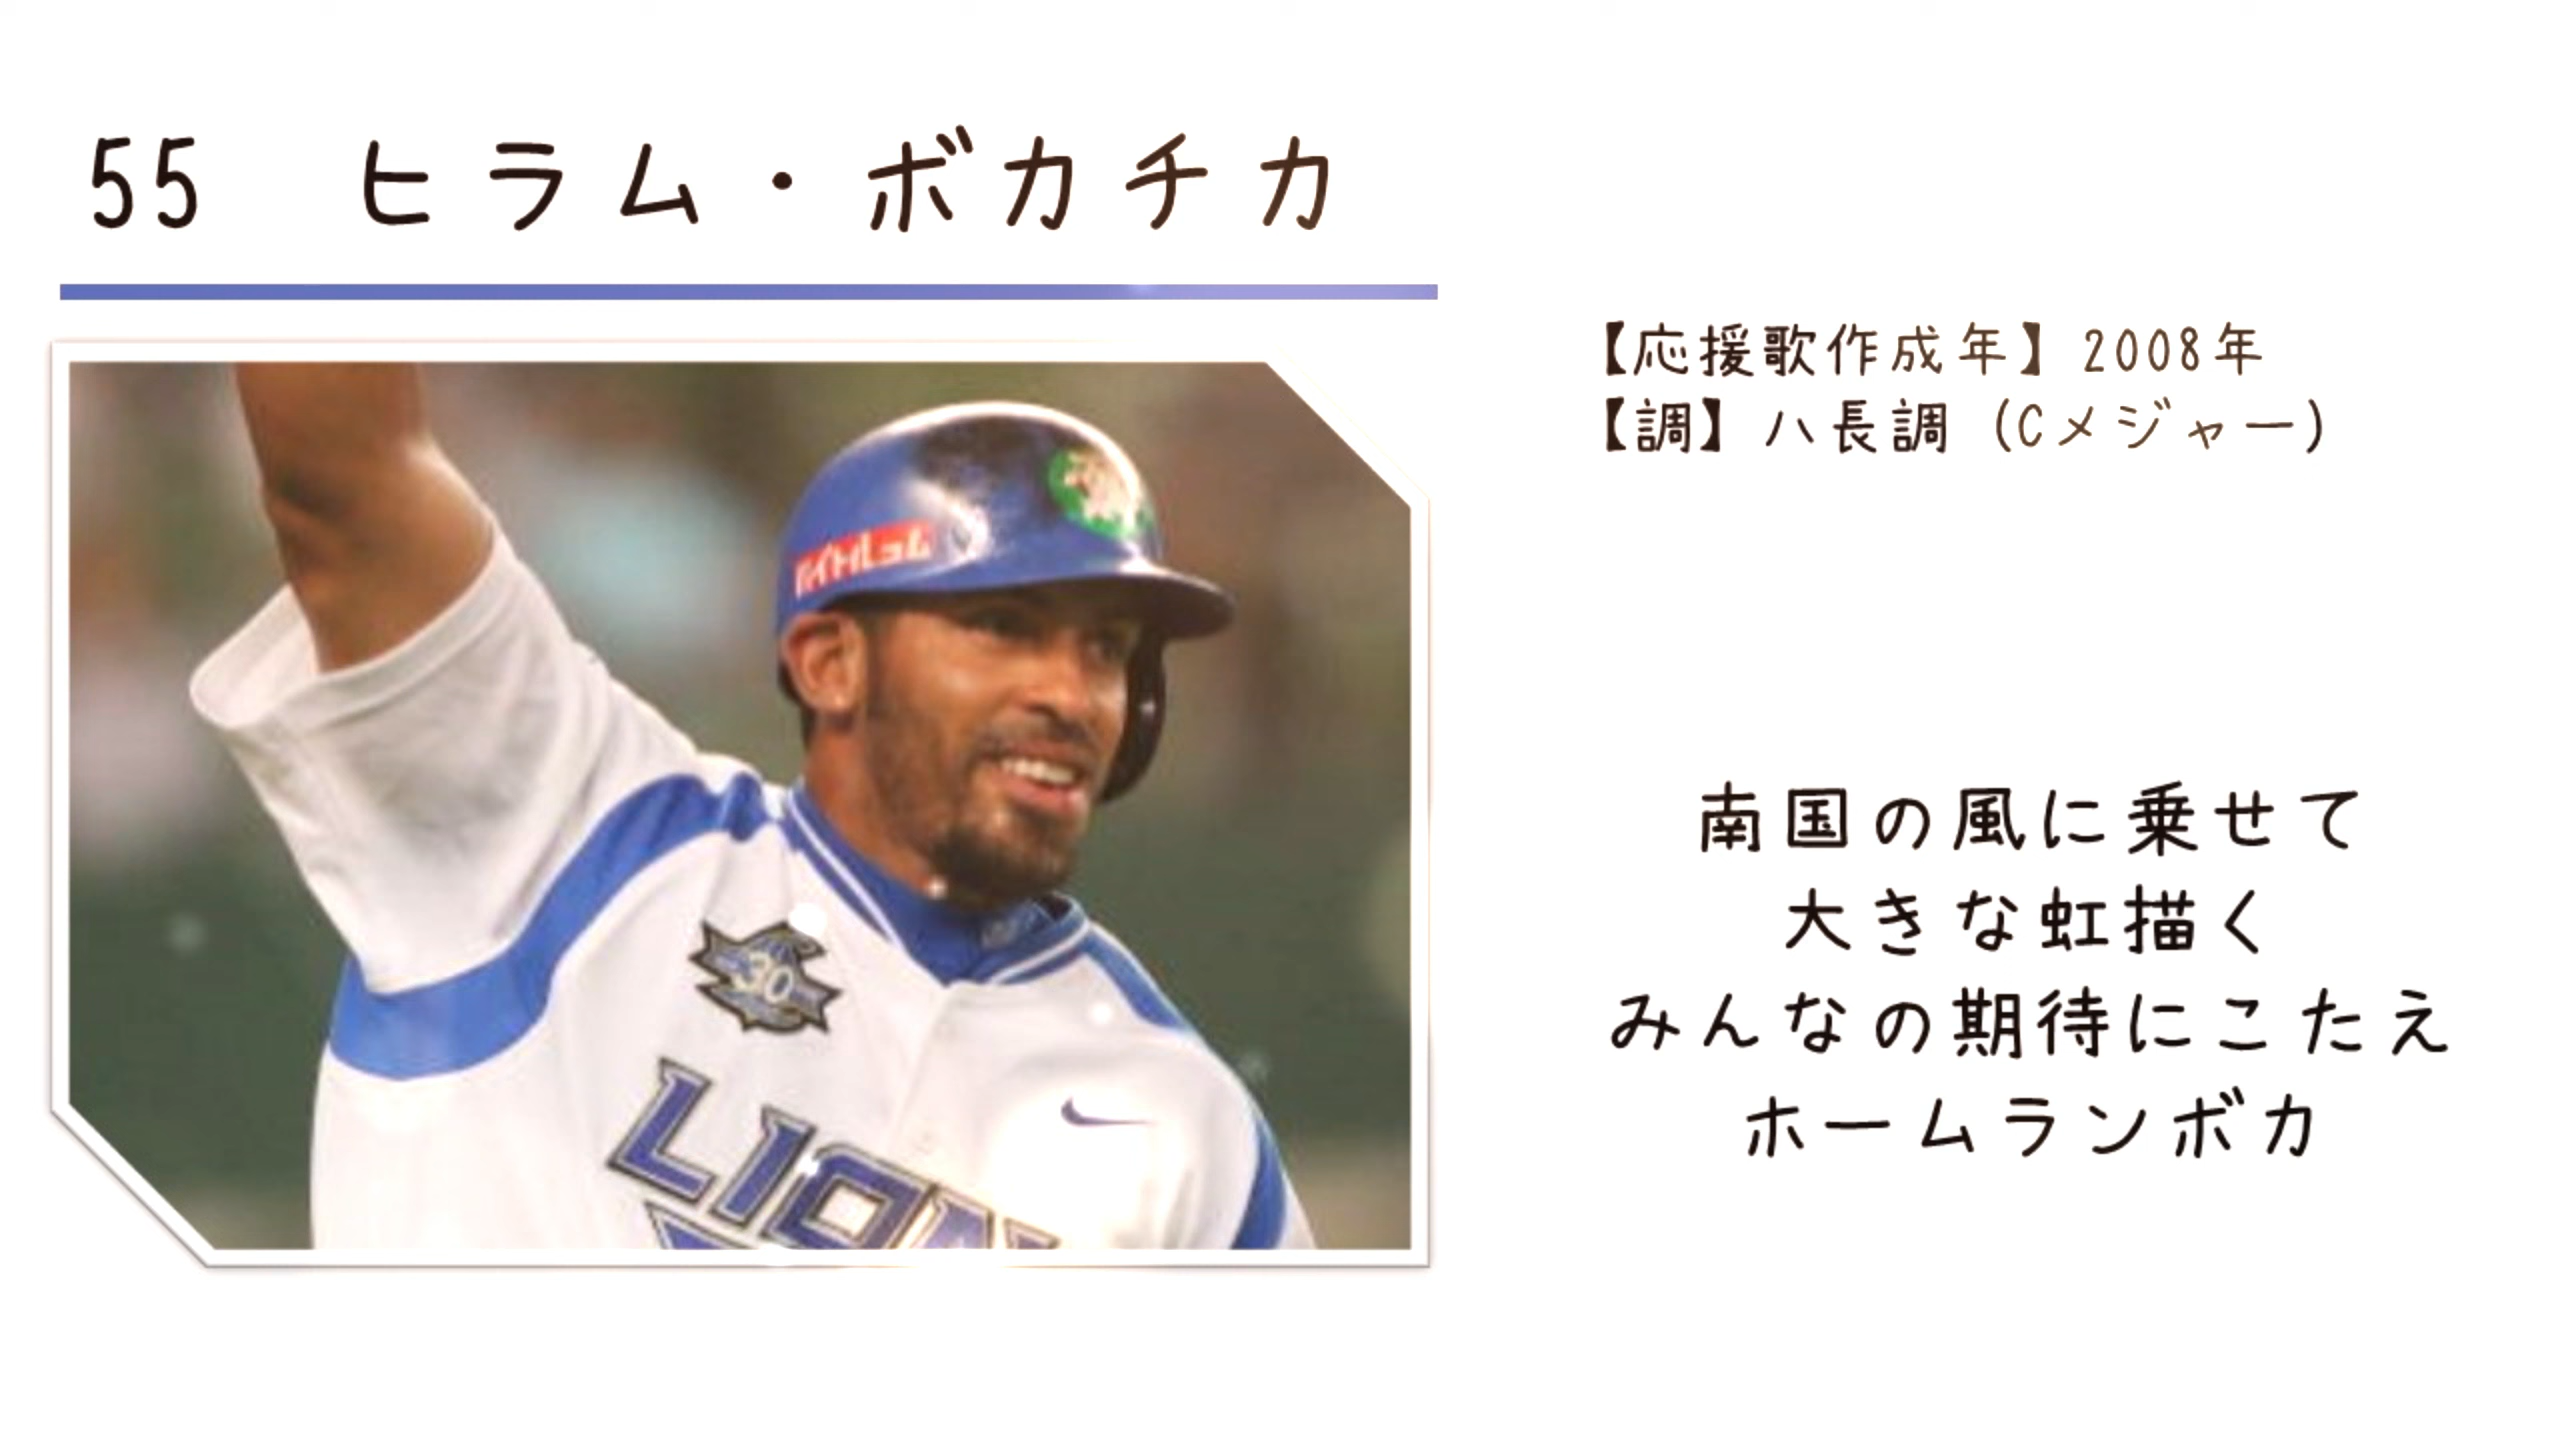 55 ヒラム・ボカチカ
【応援歌作成年】2008年
【調】ハ長調 (Cメジャー)
30
LION
南国の風に乗せて
大きな虹描く
みんなの期待にこたえ
ホームランボカ